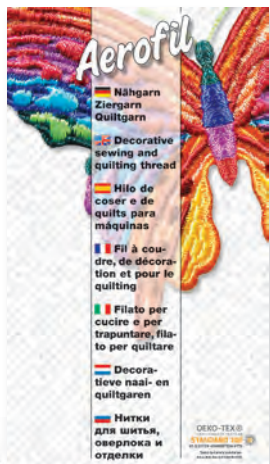 Aerofil
Nähgarn
Ziergarn
Quiltgarn
Decorative
sewing and
quilting thread
Hilo de
coser e de
quilts para
máquinas
Fil à cou-
dre, de décora-
tion et pour le
quilting
Filato per
cucire e per
trapuntare, fila-
to per quiltare
Decora-
tieve naai- en
quiltgaren
Нитки
для шитья,
оверлока и
отделки
OEKO-TEX®
STANDARD 100